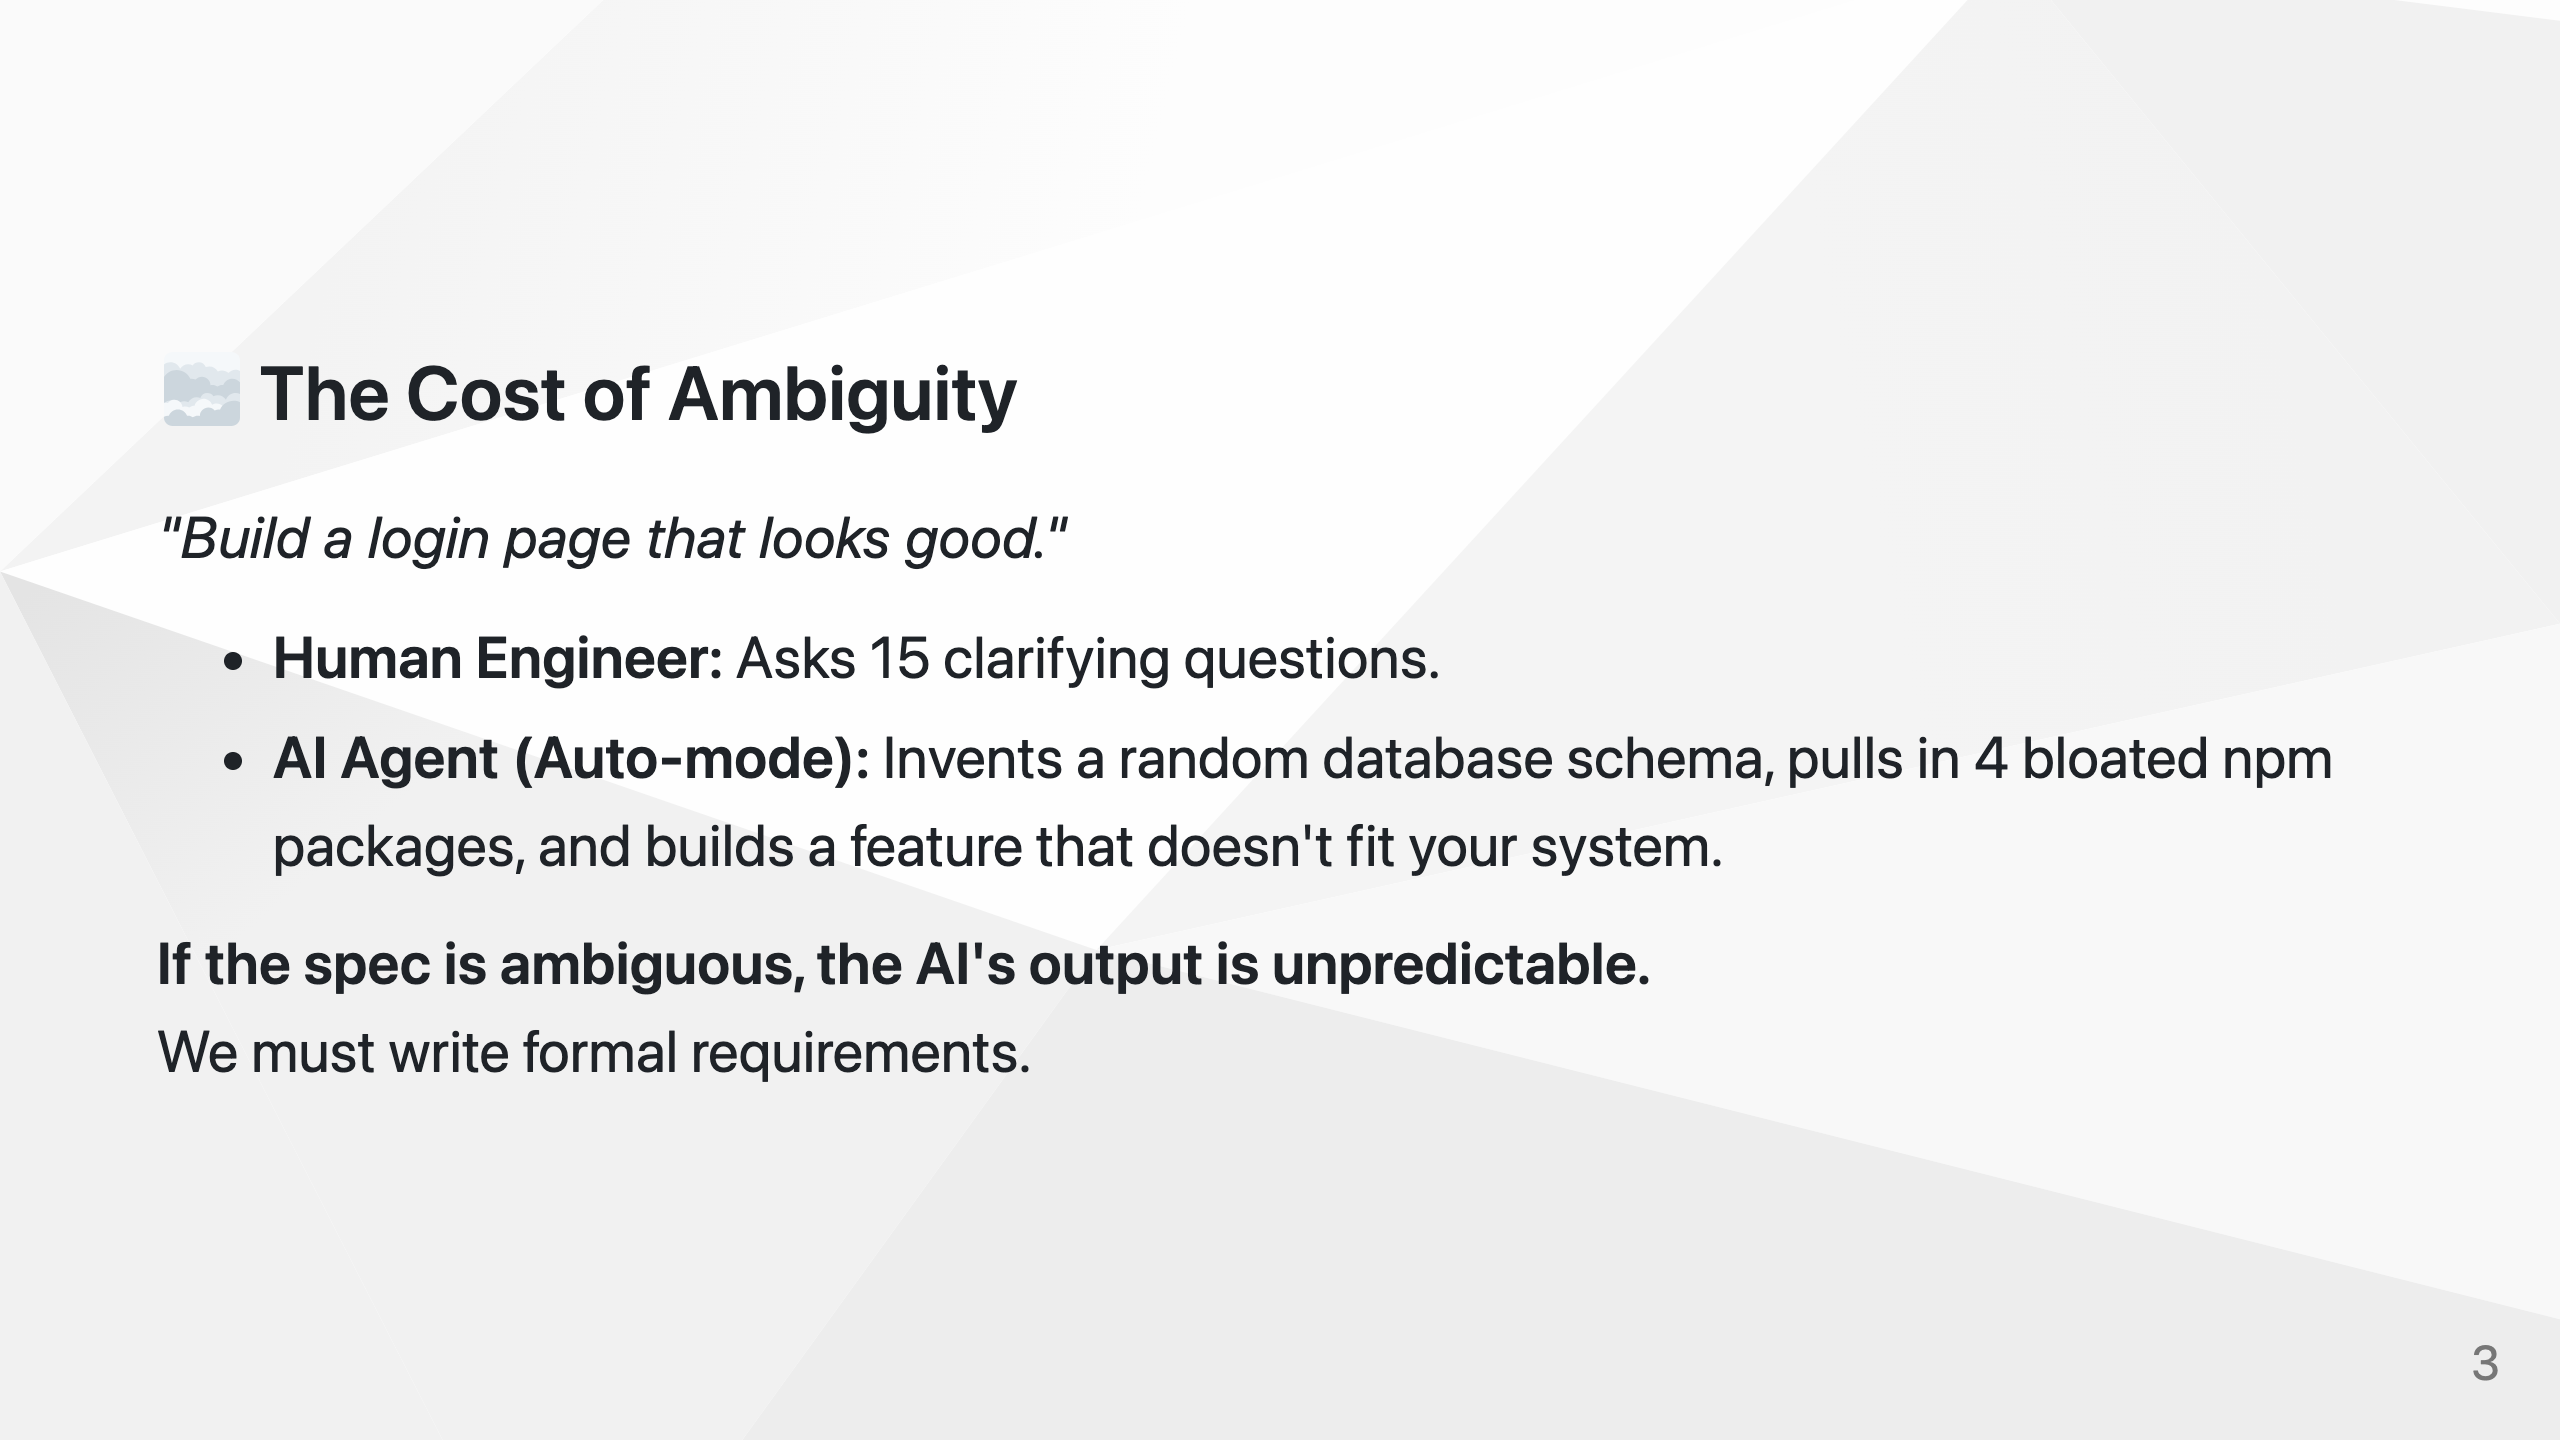 🌫️ The Cost of Ambiguity
"Build a login page that looks good."
• Human Engineer: Asks 15 clarifying questions.
• AI Agent (Auto-mode): Invents a random database schema, pulls in 4 bloated npm
packages, and builds a feature that doesn't fit your system.
If the spec is ambiguous, the AI's output is unpredictable.
We must write formal requirements.
3